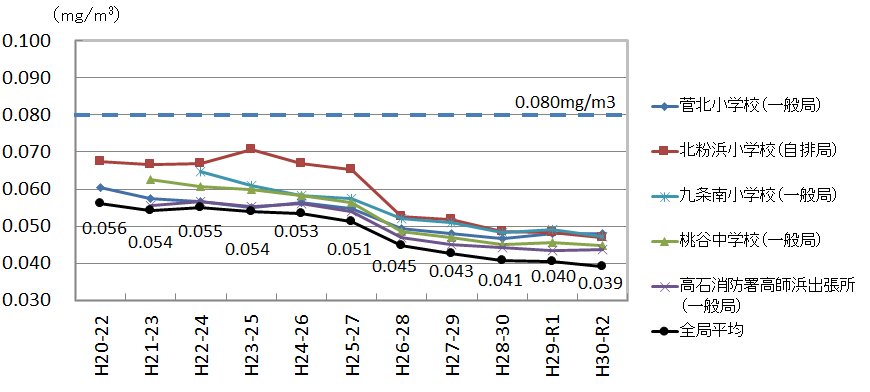 (mg/m³)
0.100
0.090
0.080
0.070
0.060
0.050
0.040
0.030
0.080mg/m3
0.056
0.054
0.055
0.054
0.053
0.051
0.045
0.043
0.041
0.040
0.039
H20-22
H21-23
H22-24
H23-25
H24-26
H25-27
H26-28
H27-29
H28-30
H29-R1
H30-R2
菅北小学校(一般局)
北粉浜小学校(自排局)
九条南小学校(一般局)
桃谷中学校(一般局)
高石消防署高師浜出張所
(一般局)
全局平均